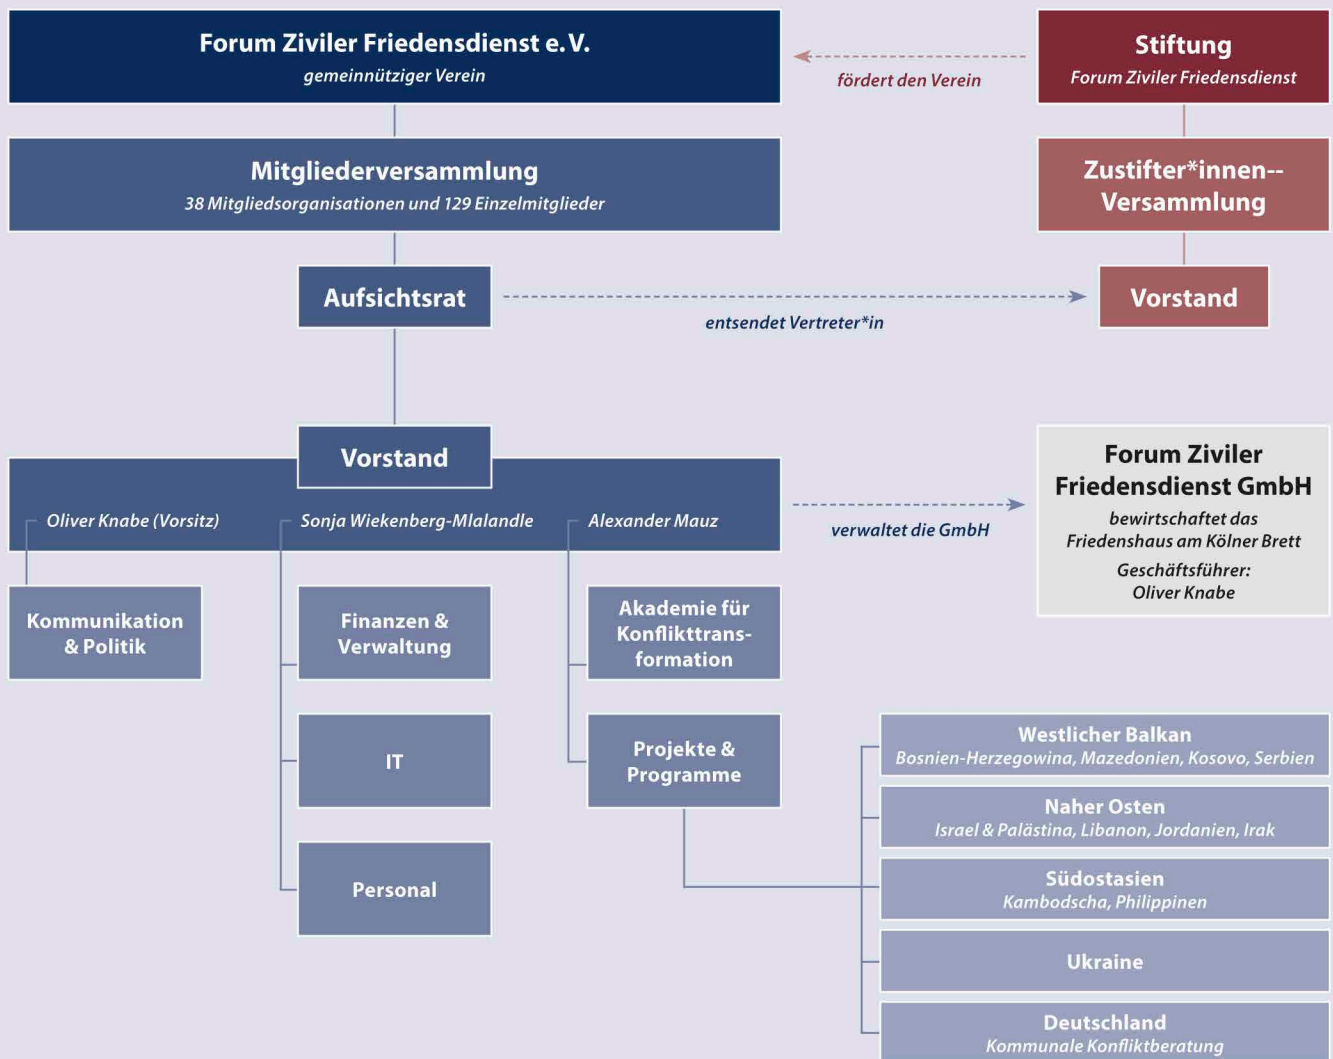 Forum Ziviler Friedensdienst e.V.
gemeinnütziger Verein
fördert den Verein
Stiftung
Forum Ziviler Friedensdienst
Mitgliederversammlung
38 Mitgliedsorganisationen und 129 Einzelmitglieder
Zustifter*innen--
Versammlung
Aufsichtsrat
entsendet Vertreter*in
Vorstand
Vorstand
Oliver Knabe (Vorsitz)
Sonja Wiekenberg-Mlalandle
Alexander Mauz
verwaltet die GmbH
Forum Ziviler
Friedensdienst GmbH
bewirtschaftet das
Friedenshaus am Kölner Brett
Geschäftsführer:
Oliver Knabe
Kommunikation
& Politik
Finanzen &
Verwaltung
IT
Personal
Akademie für
Konflikttrans-
formation
Projekte &
Programme
Westlicher Balkan
Bosnien-Herzegowina, Mazedonien, Kosovo, Serbien
Naher Osten
Israel & Palästina, Libanon, Jordanien, Irak
Südostasien
Kambodscha, Philippinen
Ukraine
Deutschland
Kommunale Konfliktberatung